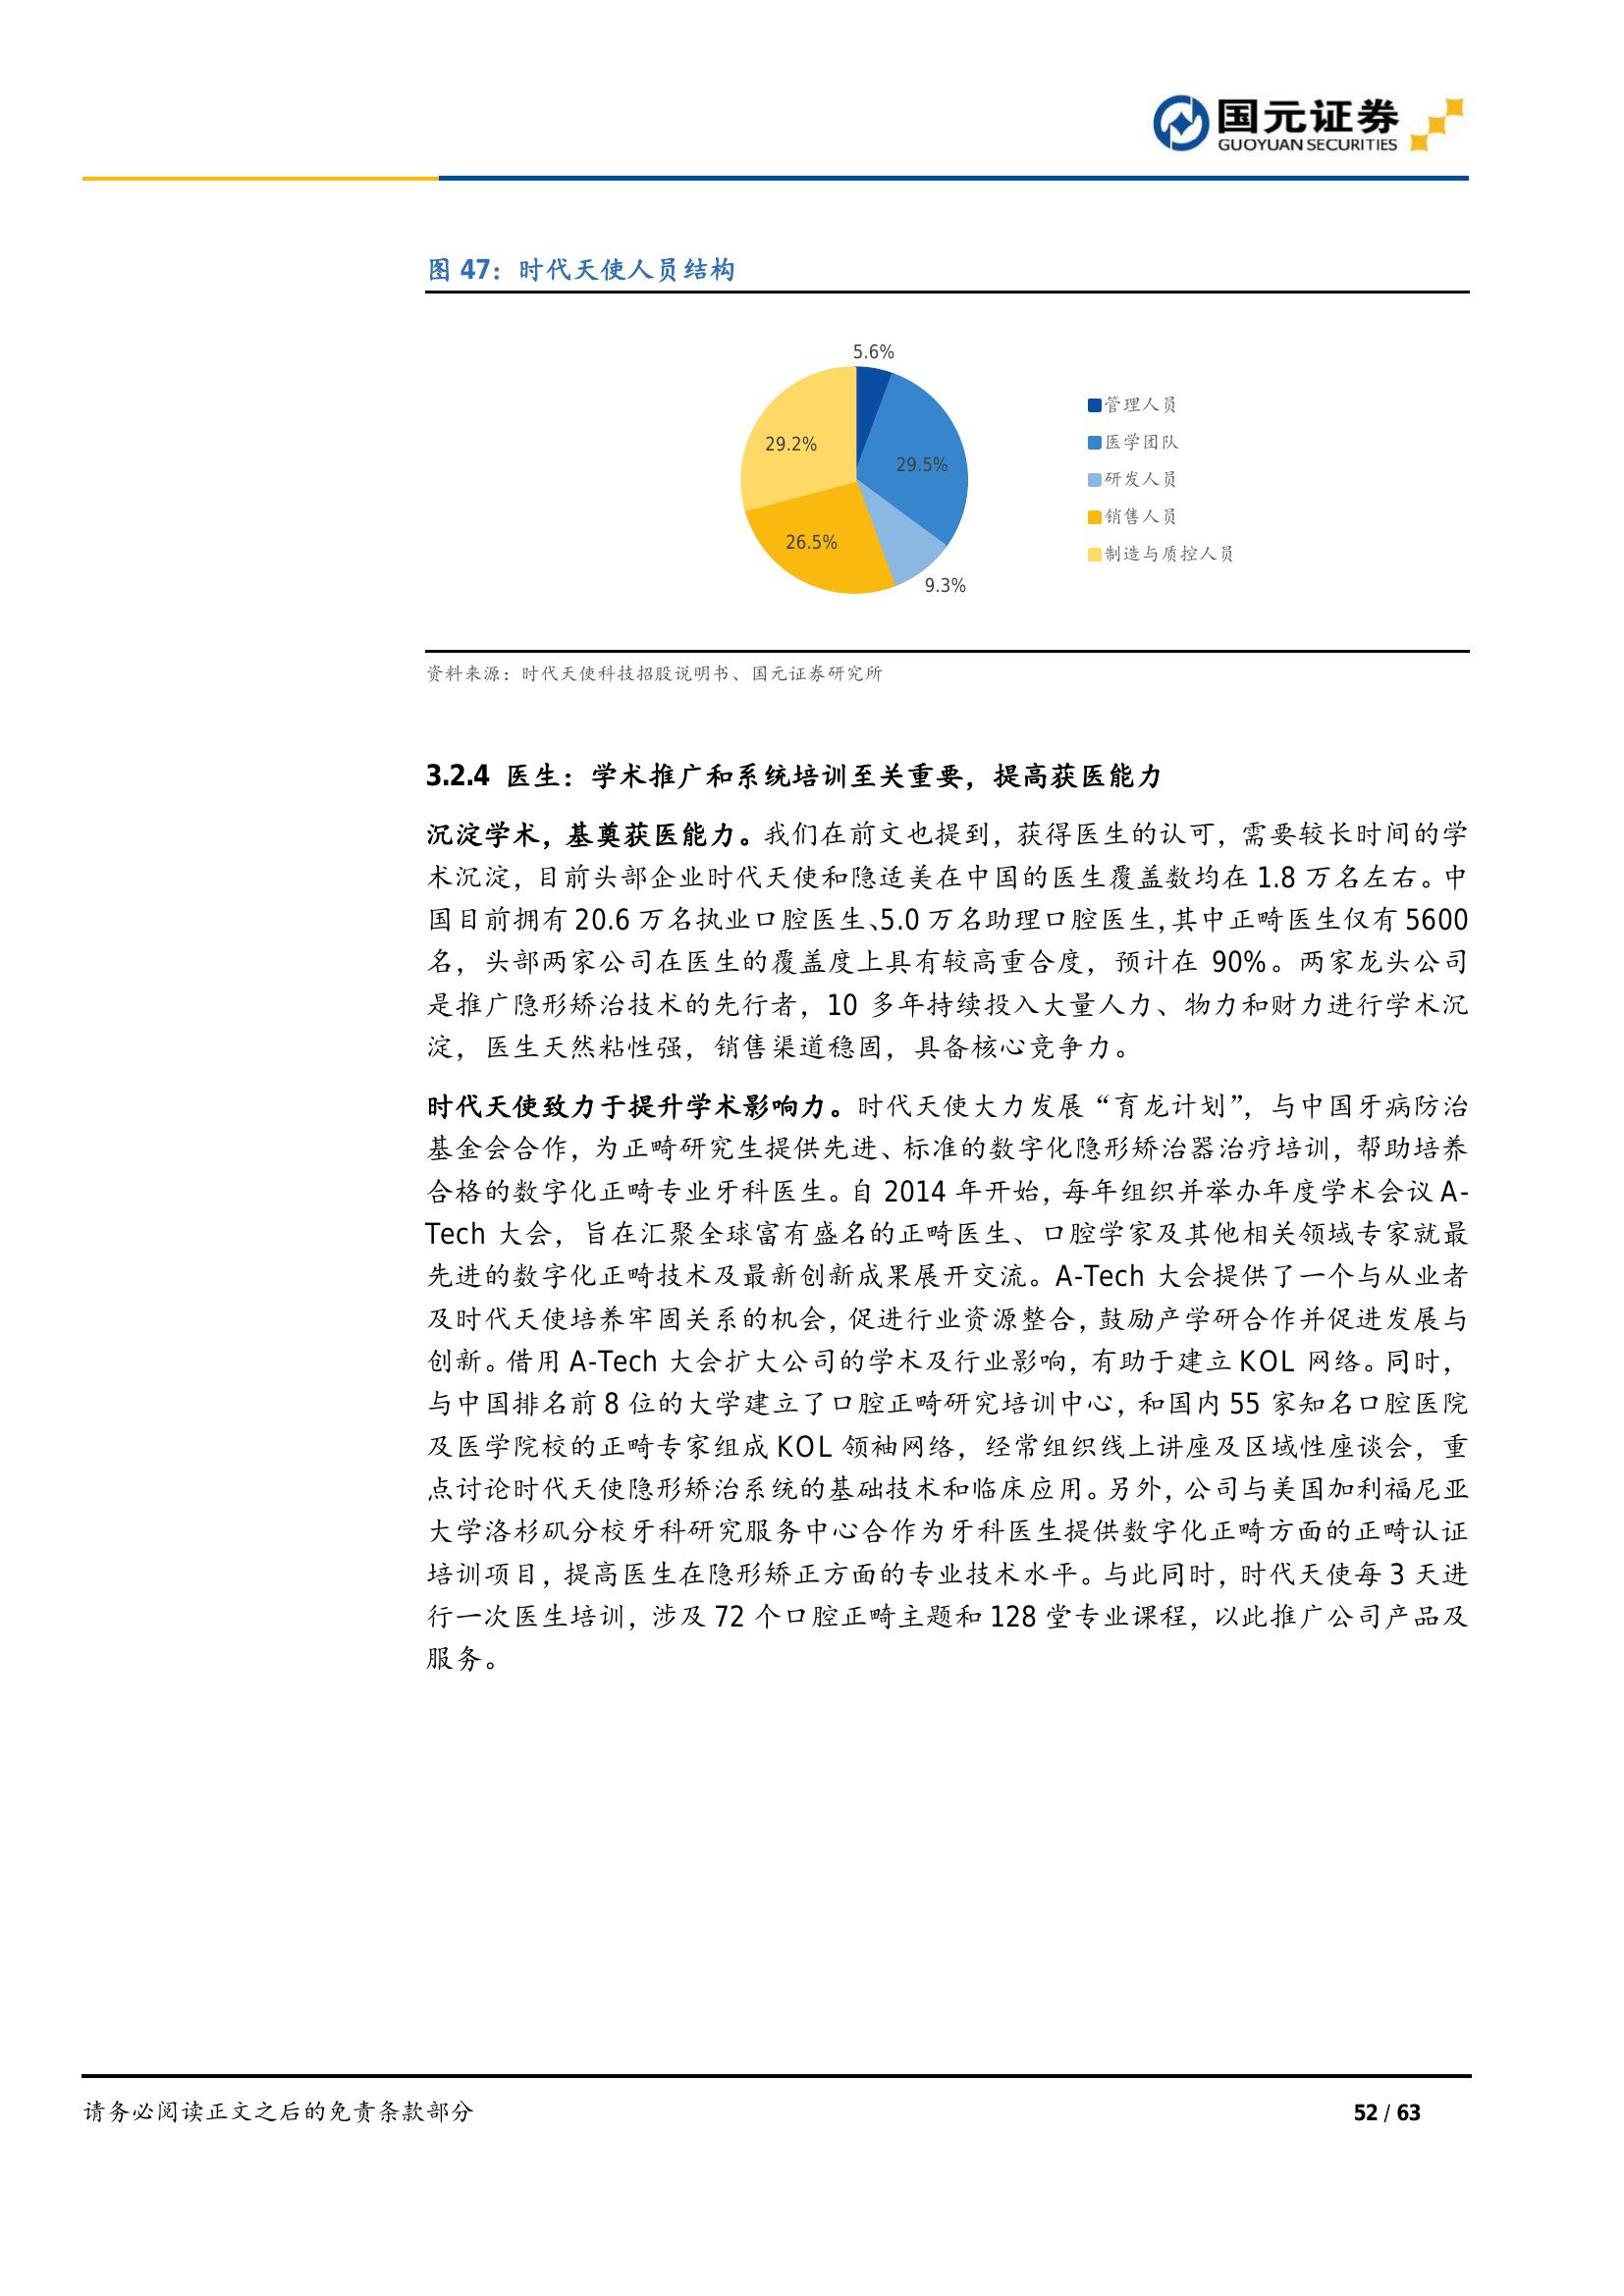 国元证券
GUOYUAN SECURITIES
图 47：时代天使人员结构
5.6%
29.5%
9.3%
26.5%
29.2%
管理人员
医学团队
研发人员
销售人员
制造与质控人员
资料来源：时代天使科技招股说明书、国元证券研究所
3.2.4 医生：学术推广和系统培训至关重要，提高获医能力
沉淀学术，基奠获医能力。我们在前文也提到，获得医生的认可，需要较长时间的学
术沉淀，目前头部企业时代天使和隐适美在中国的医生覆盖数均在 1.8 万名左右。中
国目前拥有 20.6 万名执业口腔医生、5.0 万名助理口腔医生，其中正畸医生仅有 5600
名，头部两家公司在医生的覆盖度上具有较高重合度，预计在 90%。两家龙头公司
是推广隐形矫治技术的先行者，10 多年持续投入大量人力、物力和财力进行学术沉
淀，医生天然粘性强，销售渠道稳固，具备核心竞争力。
时代天使致力于提升学术影响力。时代天使大力发展“育龙计划”，与中国牙病防治
基金会合作，为正畸研究生提供先进、标准的数字化隐形矫治器治疗培训，帮助培养
合格的数字化正畸专业牙科医生。自 2014 年开始，每年组织并举办年度学术会议 A-
Tech 大会，旨在汇聚全球富有盛名的正畸医生、口腔学家及其他相关领域专家就最
先进的数字化正畸技术及最新创新成果展开交流。A-Tech 大会提供了一个与从业者
及时代天使培养牢固关系的机会，促进行业资源整合，鼓励产学研合作并促进发展与
创新。借用 A-Tech 大会扩大公司的学术及行业影响，有助于建立 KOL 网络。同时，
与中国排名前 8 位的大学建立了口腔正畸研究培训中心，和国内 55 家知名口腔医院
及医学院校的正畸专家组成 KOL 领袖网络，经常组织线上讲座及区域性座谈会，重
点讨论时代天使隐形矫治系统的基础技术和临床应用。另外，公司与美国加利福尼亚
大学洛杉矶分校牙科研究服务中心合作为牙科医生提供数字化正畸方面的正畸认证
培训项目，提高医生在隐形矫正方面的专业技术水平。与此同时，时代天使每 3 天进
行一次医生培训，涉及 72 个口腔正畸主题和 128 堂专业课程，以此推广公司产品及
服务。
请务必阅读正文之后的免责条款部分
52 / 63